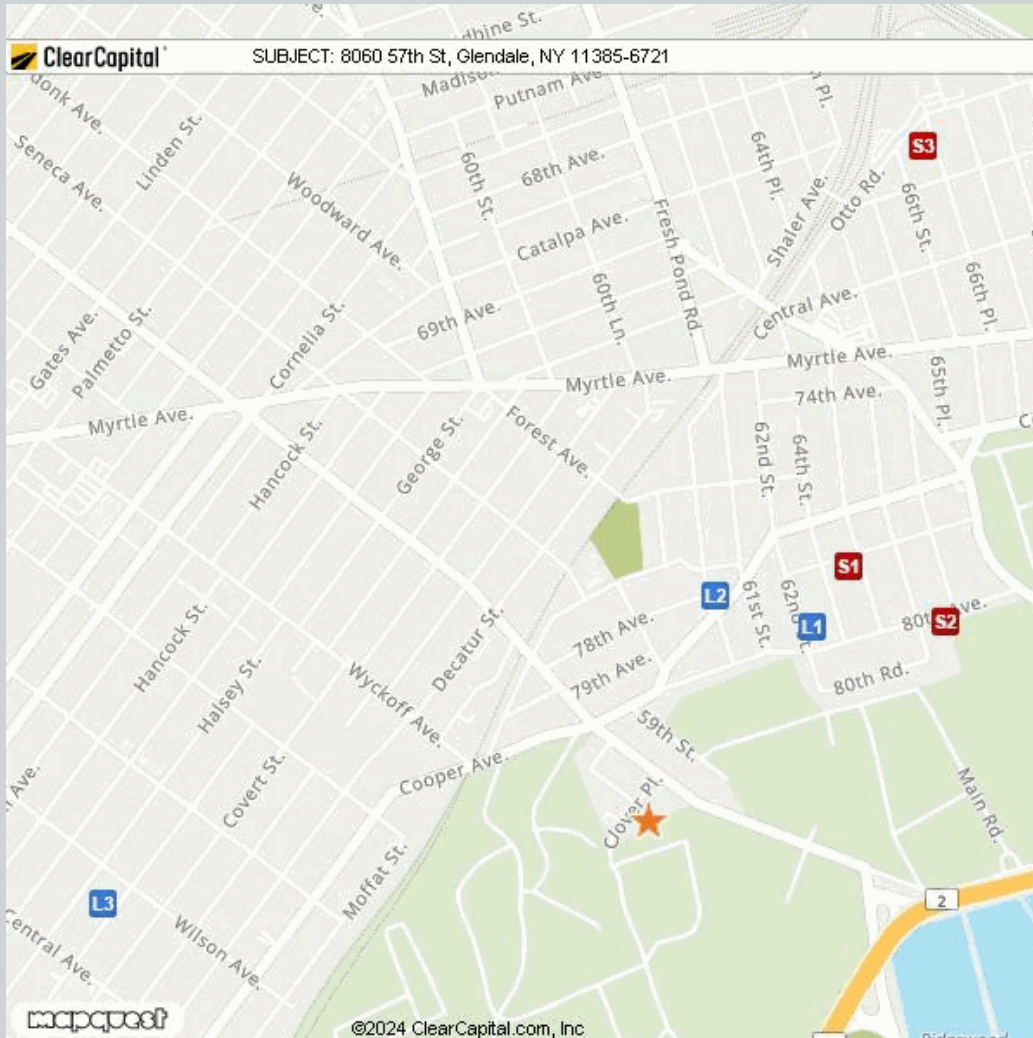 dhine St.
ClearCapital
SUBJECT: 8060 57th St, Glendale, NY 11385-6721
Putnam Ave
68th Ave.
60th St.
64th Pl.
S3
Linden St.
Seneca Ave.
Woodward Ave.
Catalpa Ave.
Fresh Pond Rd.
Shaler Ave.
Otto Rd.
66th St.
66th Pl.
60th Ln.
69th Ave.
Central Ave.
Gates Ave.
Palmetto St.
Cornella St.
Myrtle Ave.
Myrtle Ave.
Myrtle Ave.
74th Ave.
65th Pl.
Forest Ave.
George St.
Hancock St.
62nd St.
64th St.
S1
L2
61st St.
L1
80th Ave.
S2
78th Ave.
79th Ave.
80th Rd.
Hancock St.
Halsey St.
Decatur St.
Wyckoff Ave.
59th St.
Cooper Ave.
Covert St.
Clover Pl.
Main Rd.
Moffat St.
2
L3
Central Ave.
Wilson Ave.
mapquest
©2024 ClearCapital.com, Inc